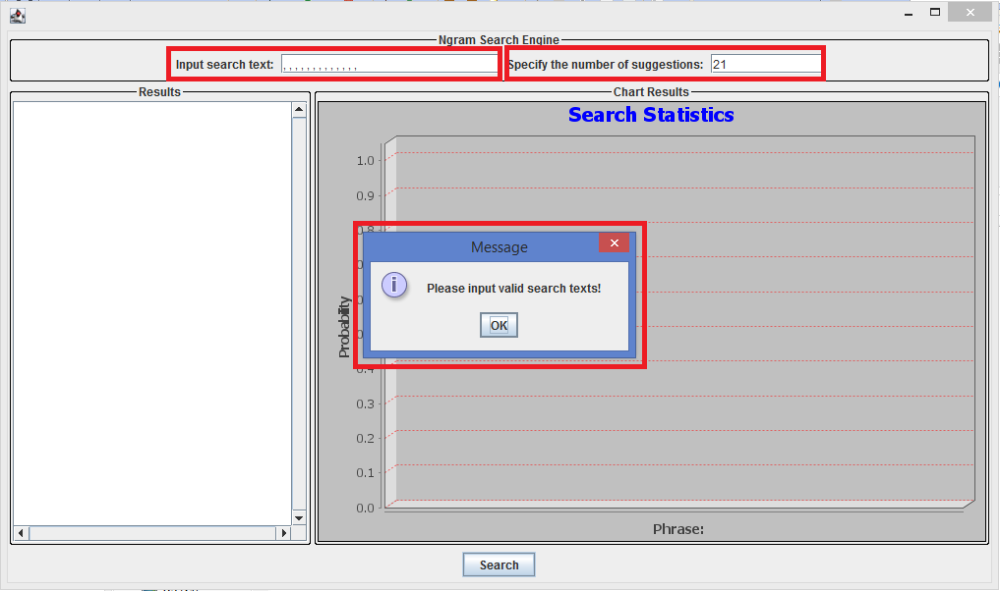 Ngram Search Engine
Input search text: , , , , , , , , , , , , , Specify the number of suggestions: 21
Results
Chart Results
Search Statistics
1.0
0.9
0.8
Message
Please input valid search texts!
OK
Probability
0.4
0.3
0.2
0.1
0.0
Phrase:
Search